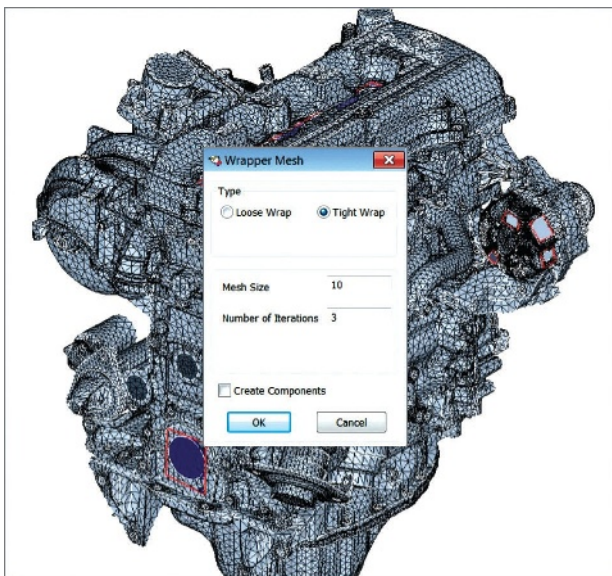 Wrapper Mesh
Type
Loose Wrap Tight Wrap
Mesh Size 10
Number of Iterations 3
Create Components
OK Cancel